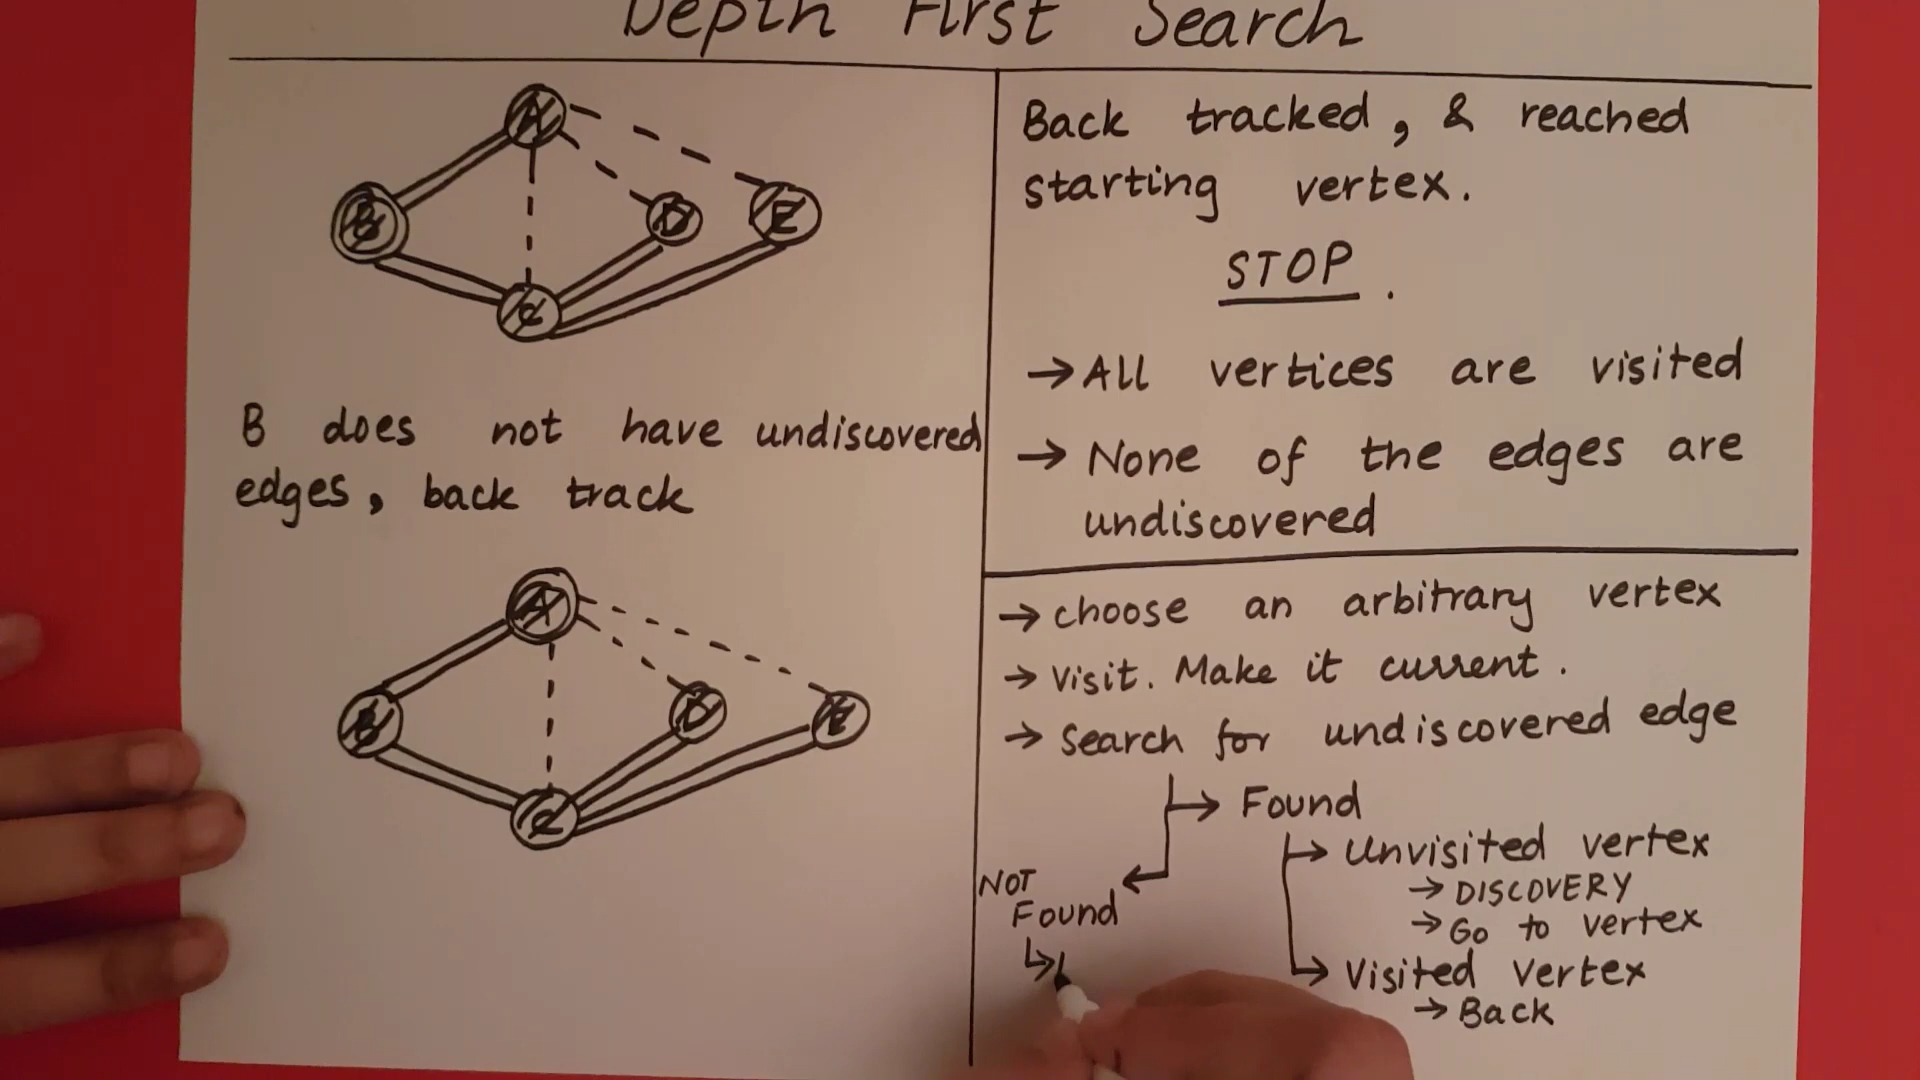 Depth First Search
A
B
D
E
C
B does not have undiscovered
edges, back track
A
B
D
E
C
Back tracked, & reached
starting vertex.
STOP.
→ All vertices are visited
→ None of the edges are
undiscovered
→ choose an arbitrary vertex
→ Visit. Make it current.
→ Search for undiscovered edge
→ Found
→ Unvisited vertex
→ DISCOVERY
→ Go to vertex
→ Visited vertex
→ Back
NOT
Found